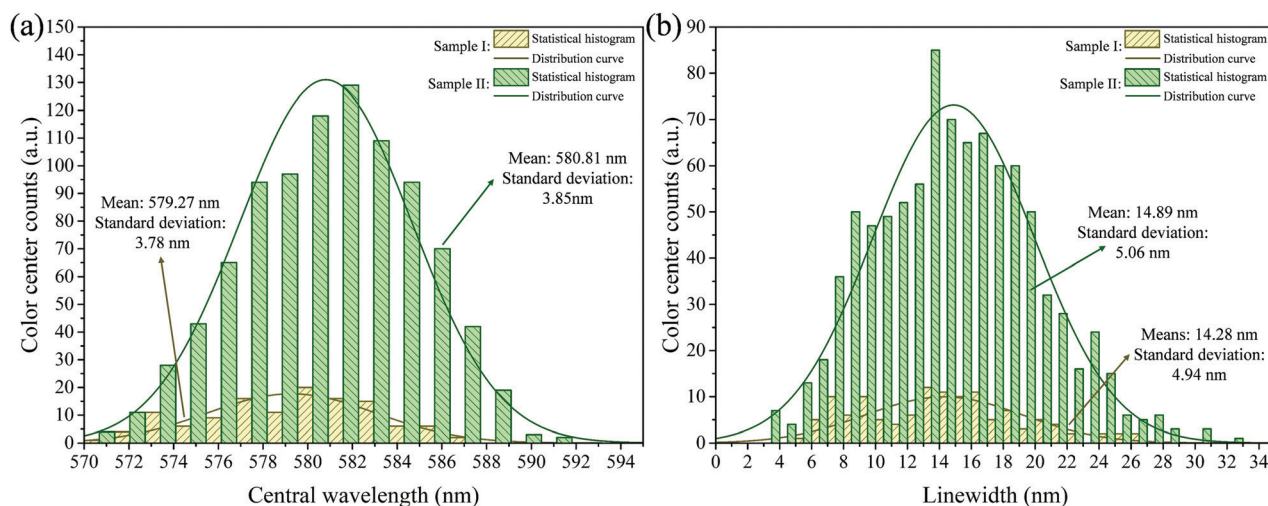 (a)
150
140
130
120
110
100
90
80
70
60
50
40
30
20
10
0
Color center counts (a.u.)
Sample I:
Statistical histogram
Distribution curve
Sample II:
Statistical histogram
Distribution curve
Mean: 579.27 nm
Standard deviation:
3.78 nm
Mean: 580.81 nm
Standard deviation:
3.85nm
570 572 574 576 578 580 582 584 586 588 590 592 594
Central wavelength (nm)
(b)
90
80
70
60
50
40
30
20
10
0
Color center counts (a.u.)
Sample I:
Statistical histogram
Distribution curve
Sample II:
Statistical histogram
Distribution curve
Mean: 14.89 nm
Standard deviation:
5.06 nm
Means: 14.28 nm
Standard deviation:
4.94 nm
0 2 4 6 8 10 12 14 16 18 20 22 24 26 28 30 32 34
Linewidth (nm)